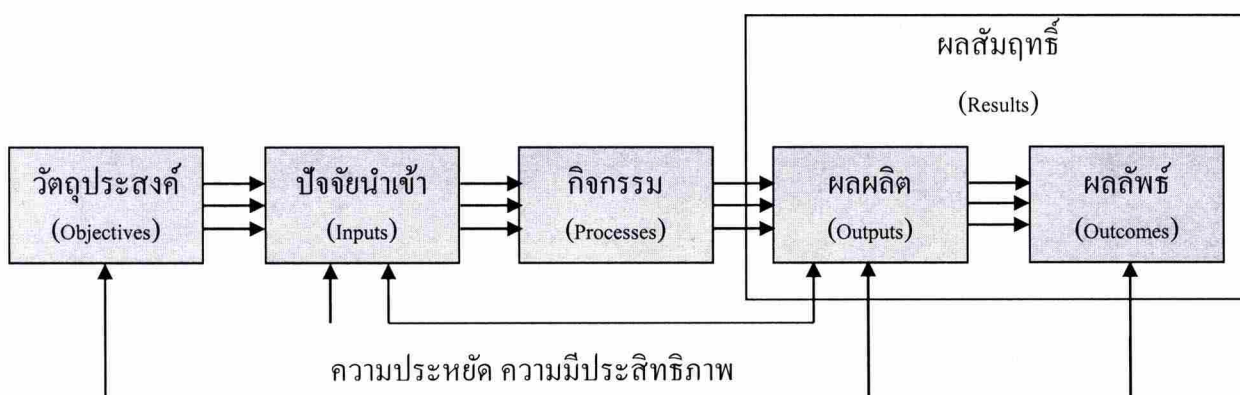 ผลสัมฤทธิ์
(Results)
วัตถุประสงค์
(Objectives)
ปัจจัยนำเข้า
(Inputs)
กิจกรรม
(Processes)
ผลผลิต
(Outputs)
ผลลัพธ์
(Outcomes)
ความประหยัด ความมีประสิทธิภาพ